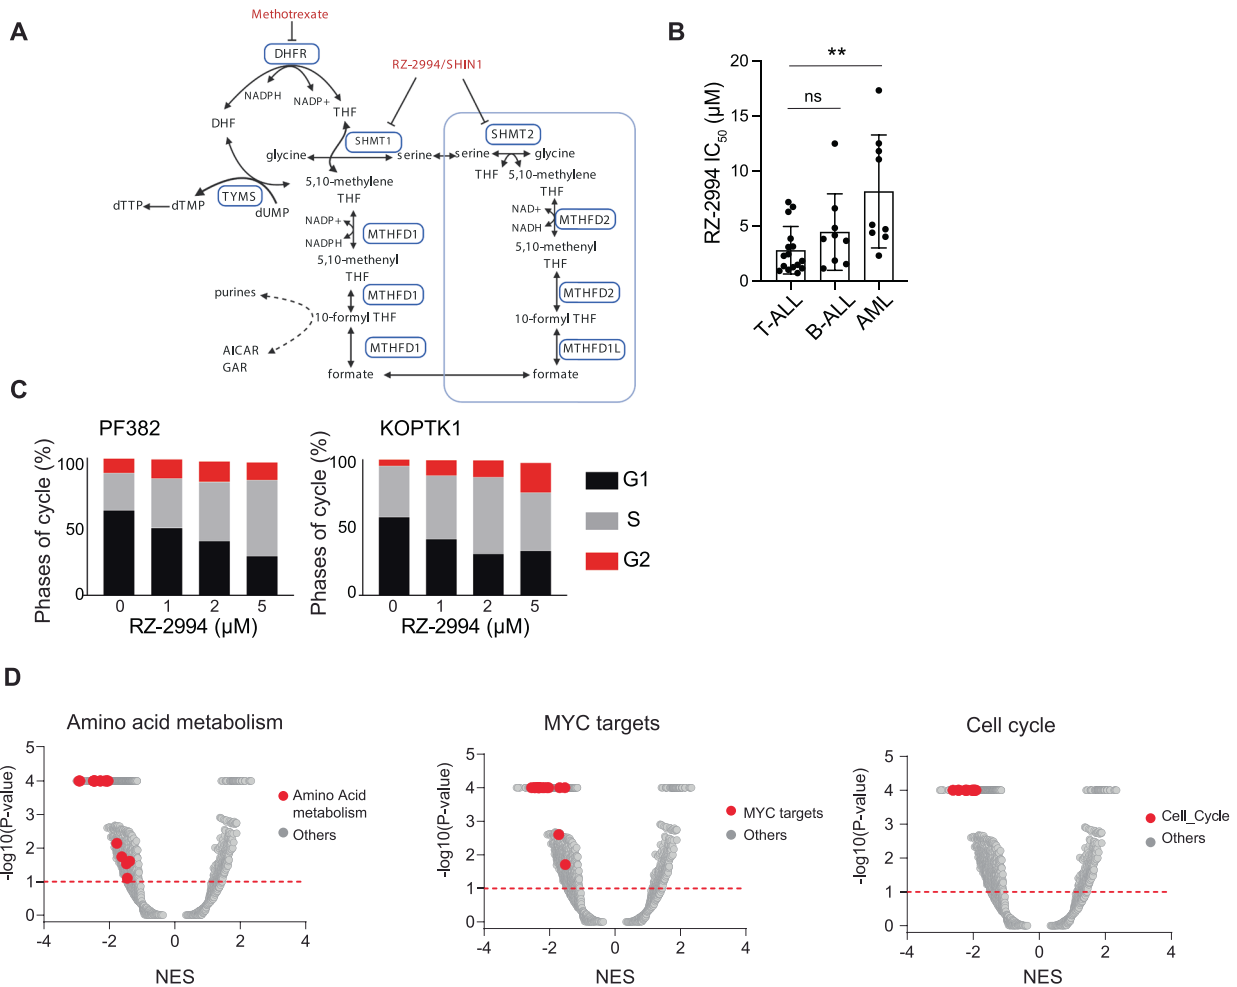 A
Methotrexate
DHFR
NADPH
NADP+
THF
DHF
RZ-2994/SHIN1
SHMT1
SHMT2
glycine
serine
serine
glycine
THF
5,10-methylene
5,10-methylene
THF
THF
TYMS
dTTP
dTMP
dUMP
NADP+
NADPH
MTHFD1
NAD+
NADH
MTHFD2
5,10-methenyl
THF
5,10-methenyl
THF
purines
MTHFD1
MTHFD2
10-formyl THF
10-formyl THF
AICAR
GAR
MTHFD1
MTHFD1L
formate
formate
B
RZ-2994 IC50 (µM)
20
15
10
5
0
**
ns
T-ALL
B-ALL
AML
C
PF382
Phases of cycle (%)
100
50
0
0 1 2 5
RZ-2994 (µM)
KOPTK1
Phases of cycle (%)
100
50
0
0 1 2 5
RZ-2994 (µM)
G1
S
G2
D
Amino acid metabolism
-log10(P-value)
5
4
3
2
1
0
-4 -2 0 2 4
NES
Amino Acid
metabolism
Others
MYC targets
-log10(P-value)
5
4
3
2
1
0
-4 -2 0 2 4
NES
MYC targets
Others
Cell cycle
-log10(P-value)
5
4
3
2
1
0
-4 -2 0 2 4
NES
Cell_Cycle
Others